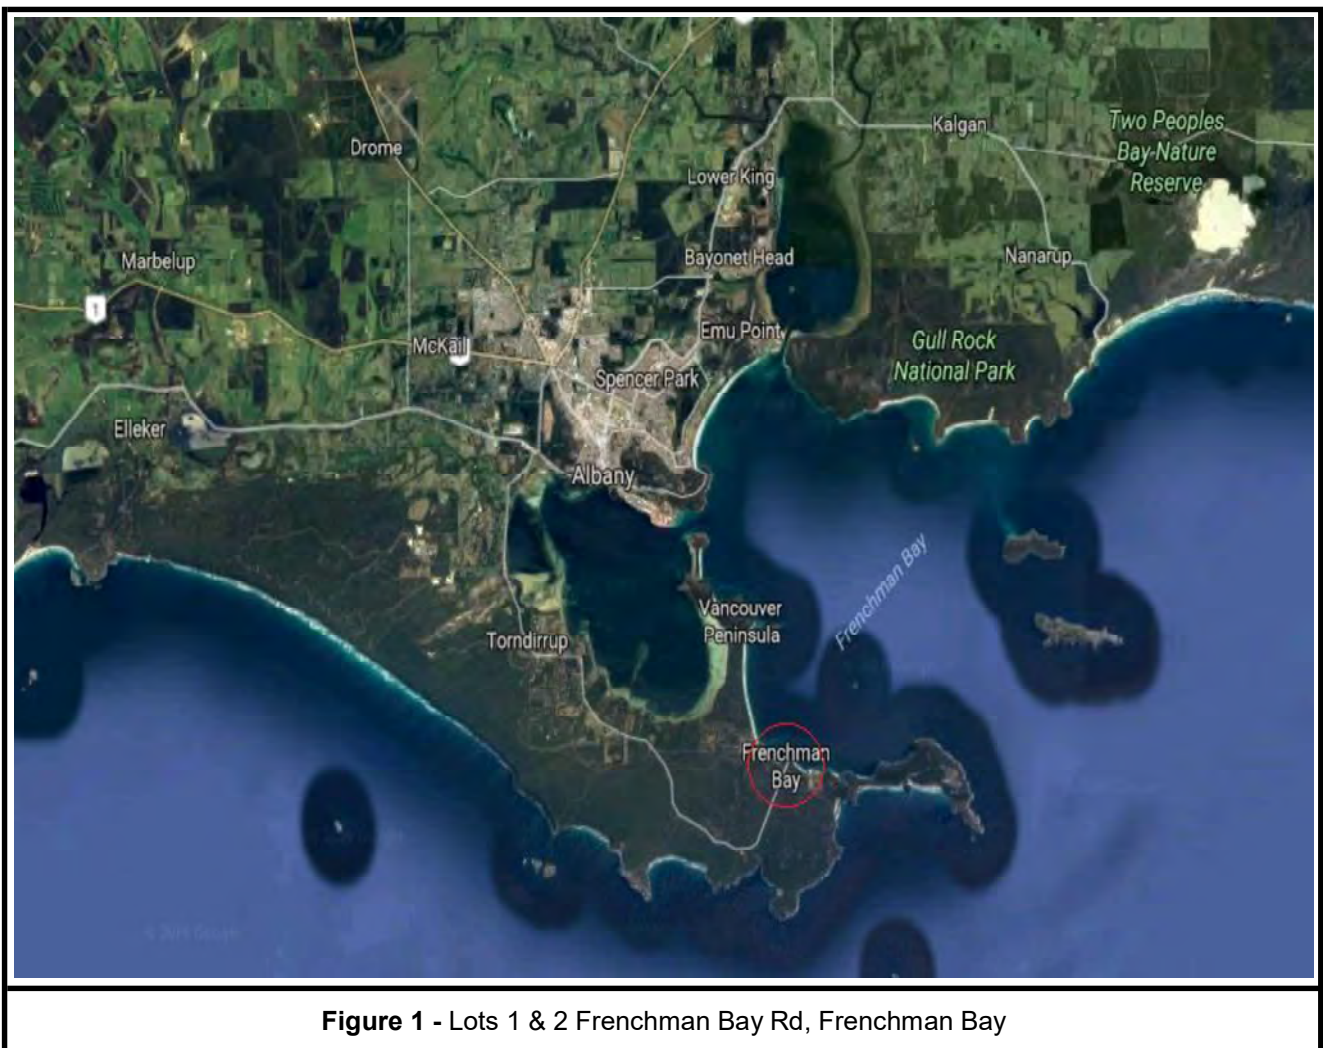 Drome
Kalgan
Two Peoples
Bay-Nature
Reserve
Lower King
Marbelup
Bayonet Head
Nanarup
1
Emu Point
McKail
Gull Rock
National Park
Spencer Park
Elleker
Albany
Frenchman Bay
Vancouver
Peninsula
Torndirrup
Frenchman
Bay
Figure 1 - Lots 1 & 2 Frenchman Bay Rd, Frenchman Bay